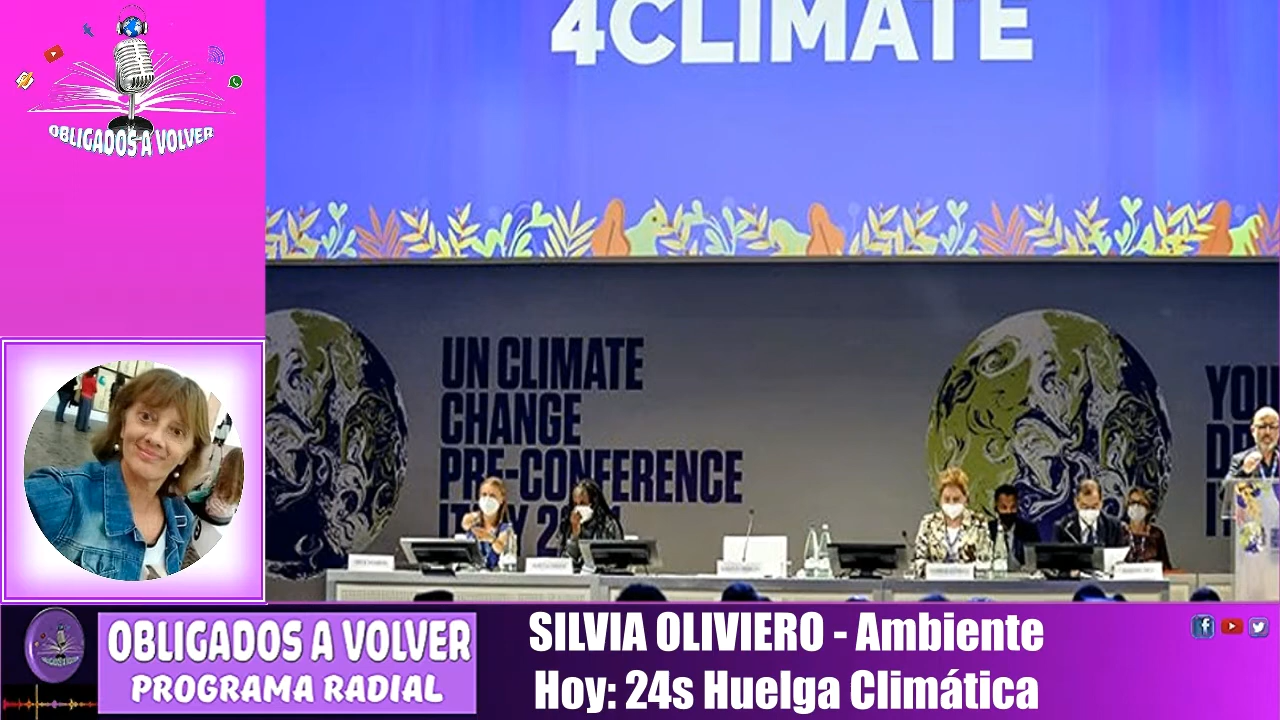 OBLIGADOS A VOLVER
4CLIMATE
UN CLIMATE
CHANGE
PRE-CONFERENCE
OBLIGADOS A VOLVER
PROGRAMA RADIAL
SILVIA OLIVIERO - Ambiente
Hoy: 24s Huelga Climática